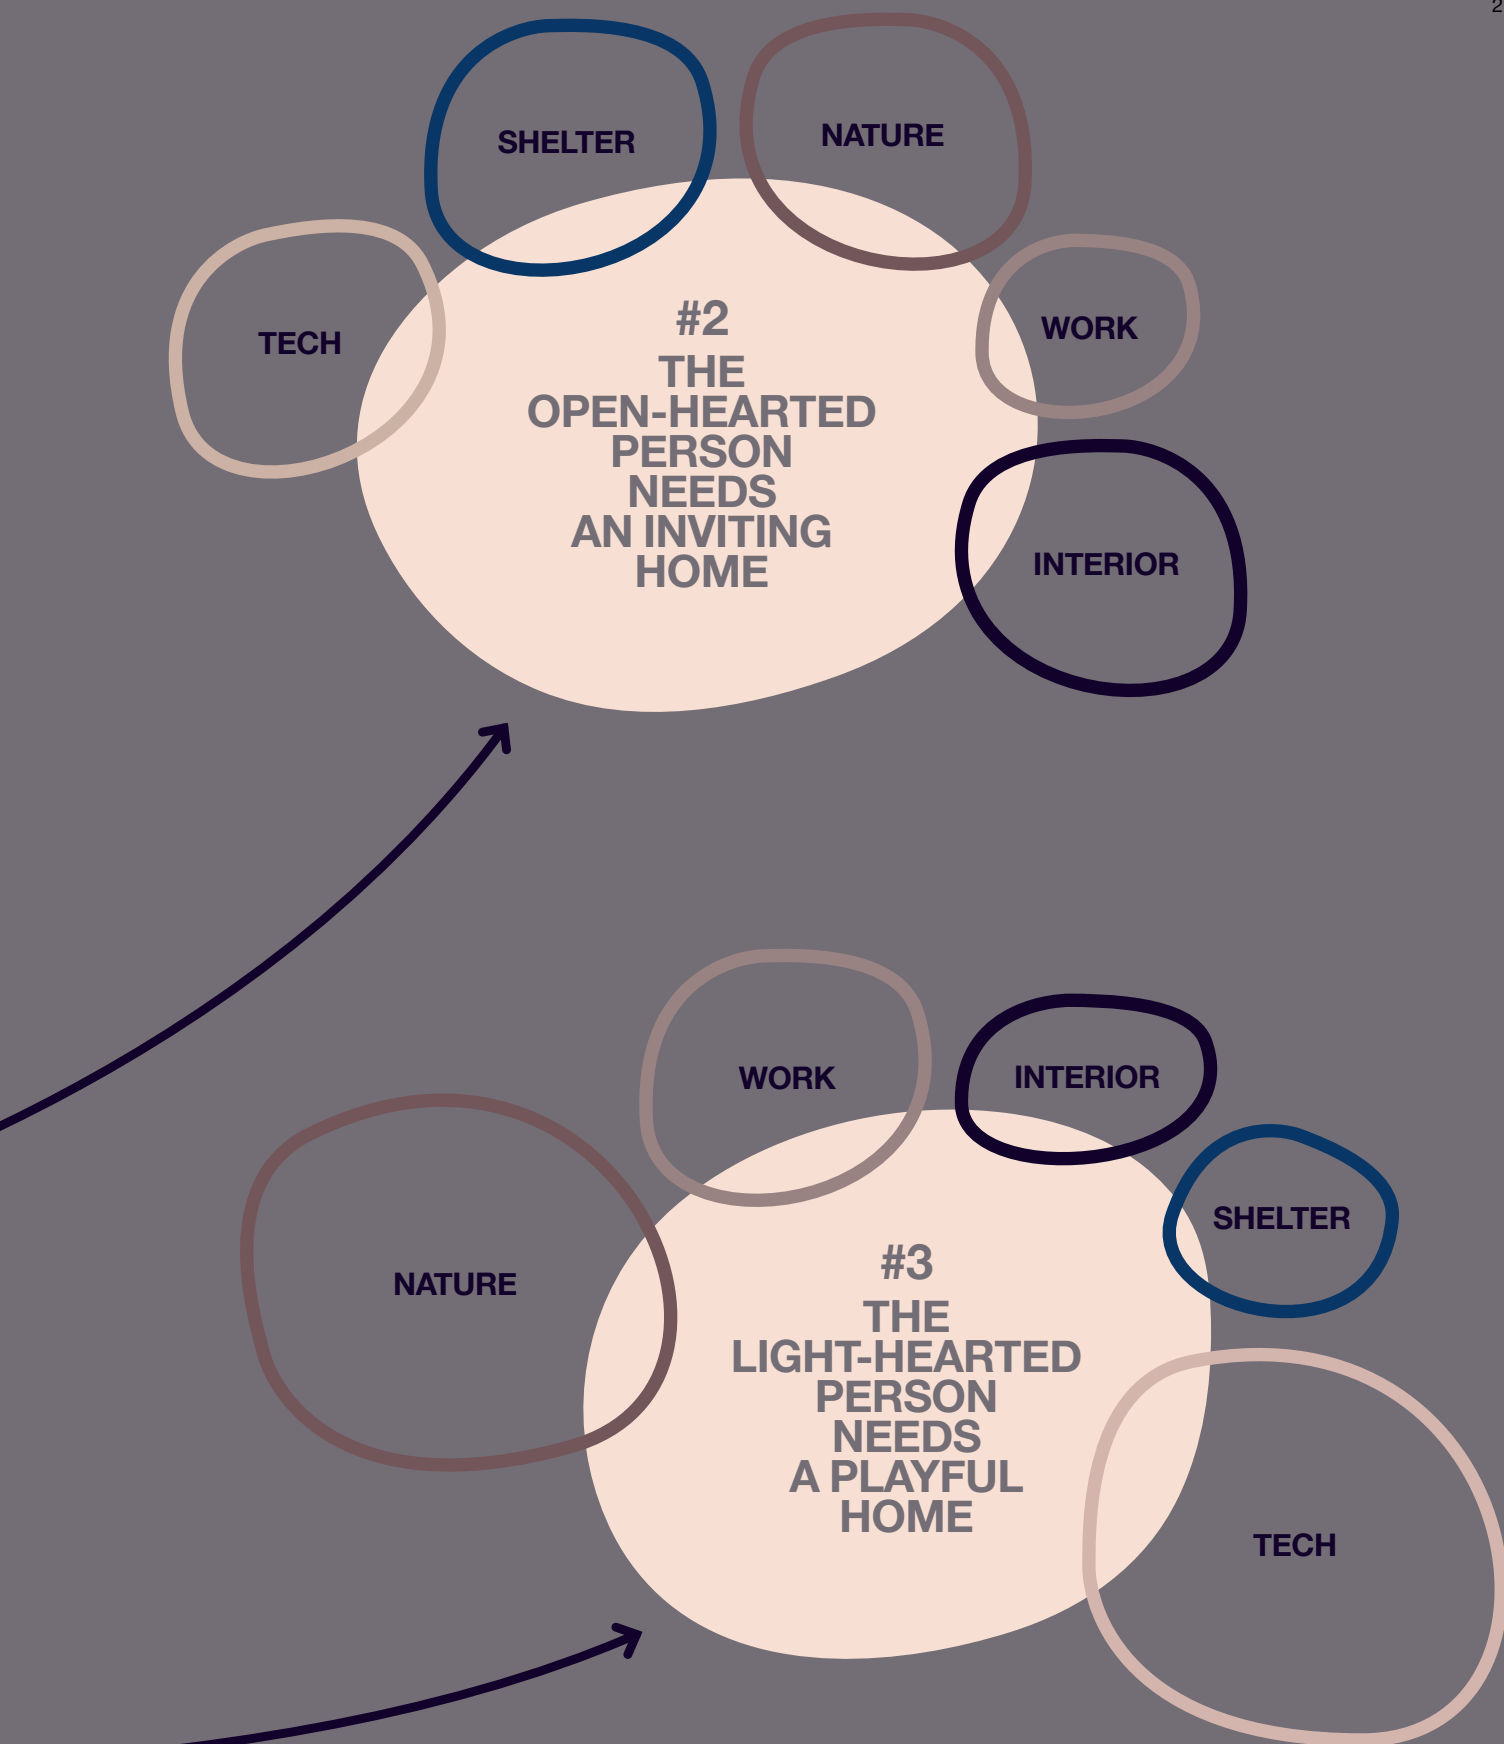 2
SHELTER
NATURE
TECH
WORK
INTERIOR
#2
THE
OPEN-HEARTED
PERSON
NEEDS
AN INVITING
HOME
WORK
INTERIOR
SHELTER
NATURE
TECH
#3
THE
LIGHT-HEARTED
PERSON
NEEDS
A PLAYFUL
HOME